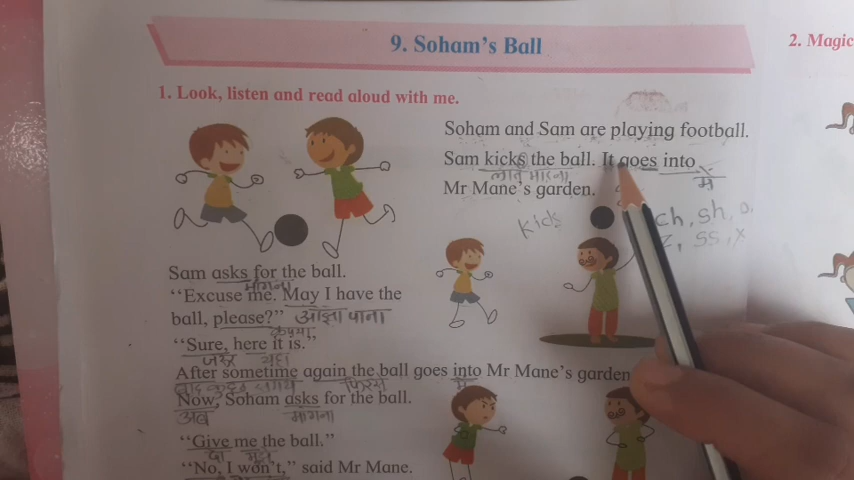 9. Soham's Ball
2. Magic
1. Look, listen and read aloud with me.
Soham and Sam are playing football.
Sam kicks the ball. It goes into
लात मारना में
Mr Mane's garden.
kick
ch, sh, o,
z, ss, x
Sam asks for the ball.
माँगना
"Excuse me. May I have the
ball, please?" आज्ञा पाना
कृपया
"Sure, here it is."
जरूर यहाँ
After sometime again the ball goes into Mr Mane's garden
बाद कुछ समय फिरसे में
Now, Soham asks for the ball.
अब माँगना
"Give me the ball."
"No, I won't," said Mr Mane.